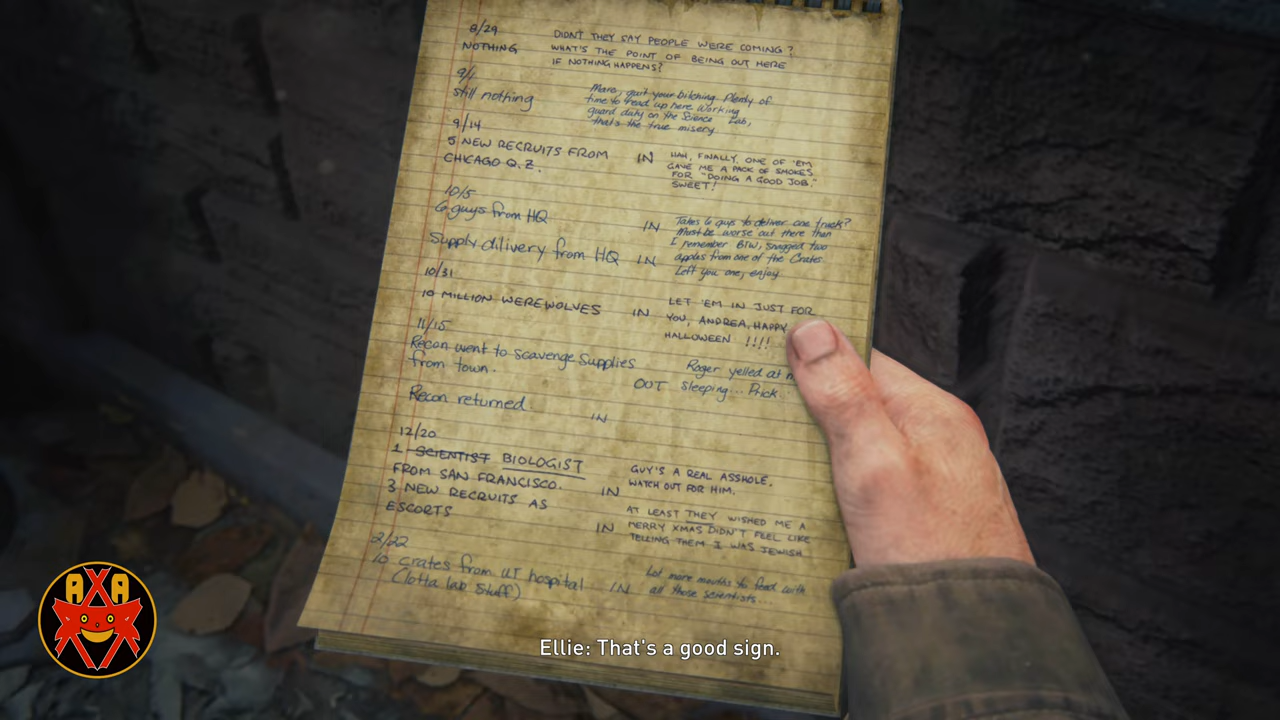 8/29
NOTHING
DIDN'T THEY SAY PEOPLE WERE COMING?
WHAT'S THE POINT OF BEING OUT HERE
IF NOTHING HAPPENS?
9/1
still nothing
Marc, quit your bitching. Plenty of
time to read up here. Working
guard duty on the Science Lab,
that's the true misery
9/14
5 NEW RECRUITS FROM
CHICAGO Q.Z.
IN
HAH, FINALLY. ONE OF 'EM
GAVE ME A PACK OF SMOKES
FOR "DOING A GOOD JOB."
SWEET!
10/5
6 guys from HQ
IN
Supply dilivery from HQ
IN
Takes 6 guys to deliver one truck?
Must be worse out there than
I remember BTW, snagged two
apples from one of the Crates.
Left you one, enjoy
10/31
10 MILLION WEREWOLVES
IN
LET 'EM IN JUST FOR
YOU, ANDREA. HAPPY
HALLOWEEN !!!!
11/15
Recon went to Scavenge Supplies
from town.
OUT
Roger yelled at
sleeping... Prick
Recon returned
IN
12/20
1 SCIENTIST BIOLOGIST
FROM SAN FRANCISCO.
IN
GUY'S A REAL ASSHOLE.
WATCH OUT FOR HIM.
3 NEW RECRUITS AS
ESCORTS
IN
AT LEAST THEY WISHED ME A
MERRY XMAS DIDN'T FEEL LIKE
TELLING THEM I WAS JEWISH
2/22
10 crates from UT hospital
(lotta lab stuff)
IN
Lot more mouths to feed with
all those scientists...
AXA
Ellie: That's a good sign.